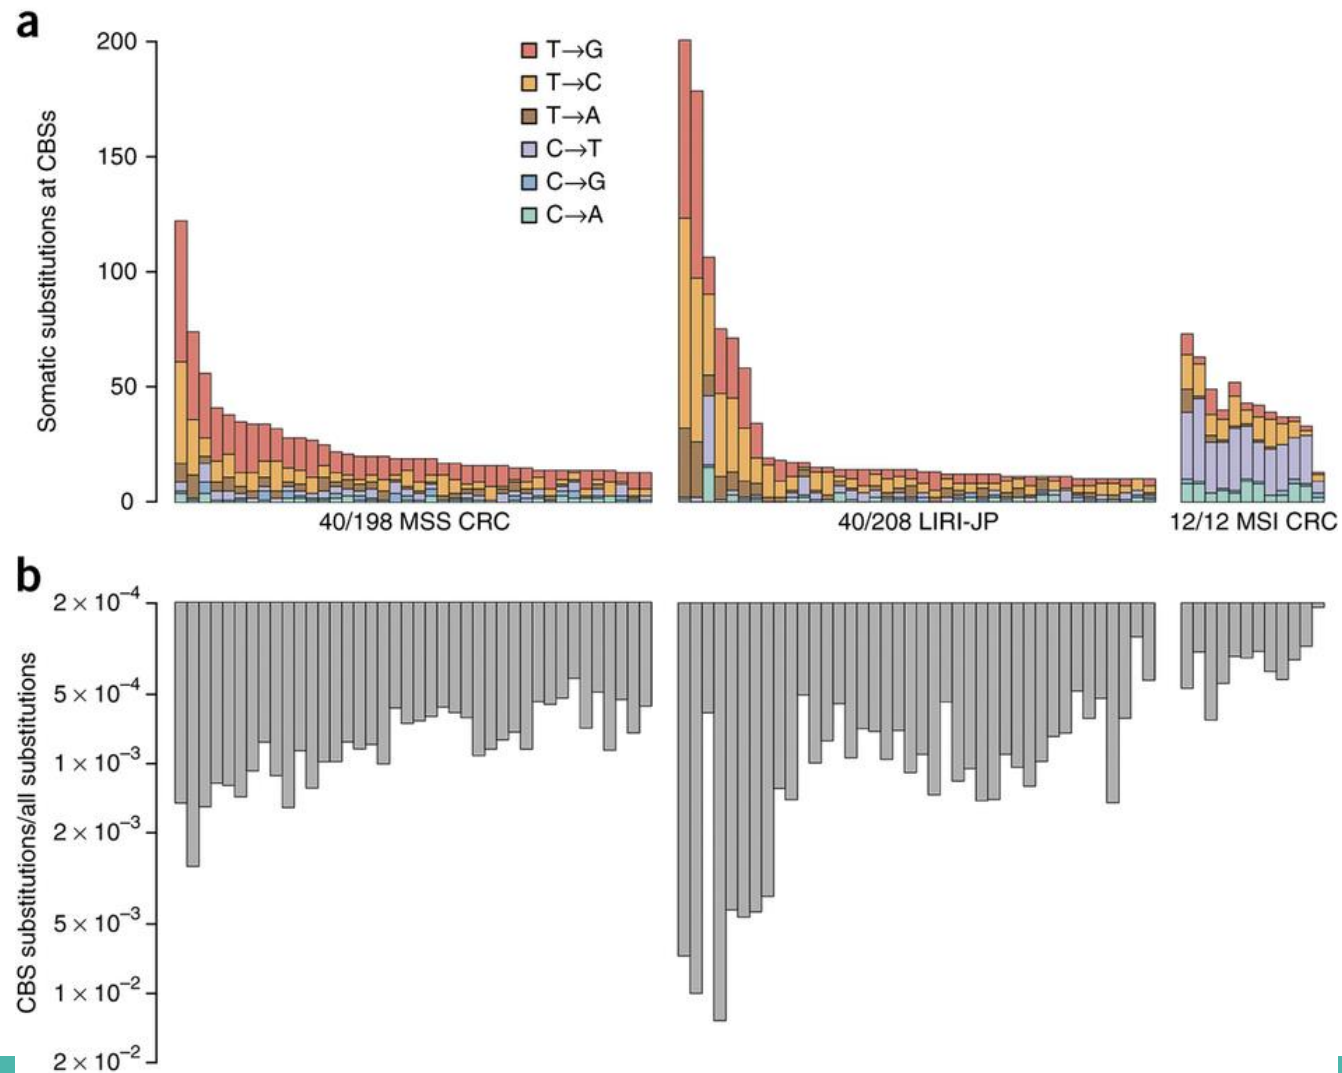 a
Somatic substitutions at CBSs
200
150
100
50
0
T→G
T→C
T→A
C→T
C→G
C→A
40/198 MSS CRC
40/208 LIRI-JP
12/12 MSI CRC
b
CBS substitutions/all substitutions
2 × 10⁻⁴
5 × 10⁻⁴
1 × 10⁻³
2 × 10⁻³
5 × 10⁻³
1 × 10⁻²
2 × 10⁻²